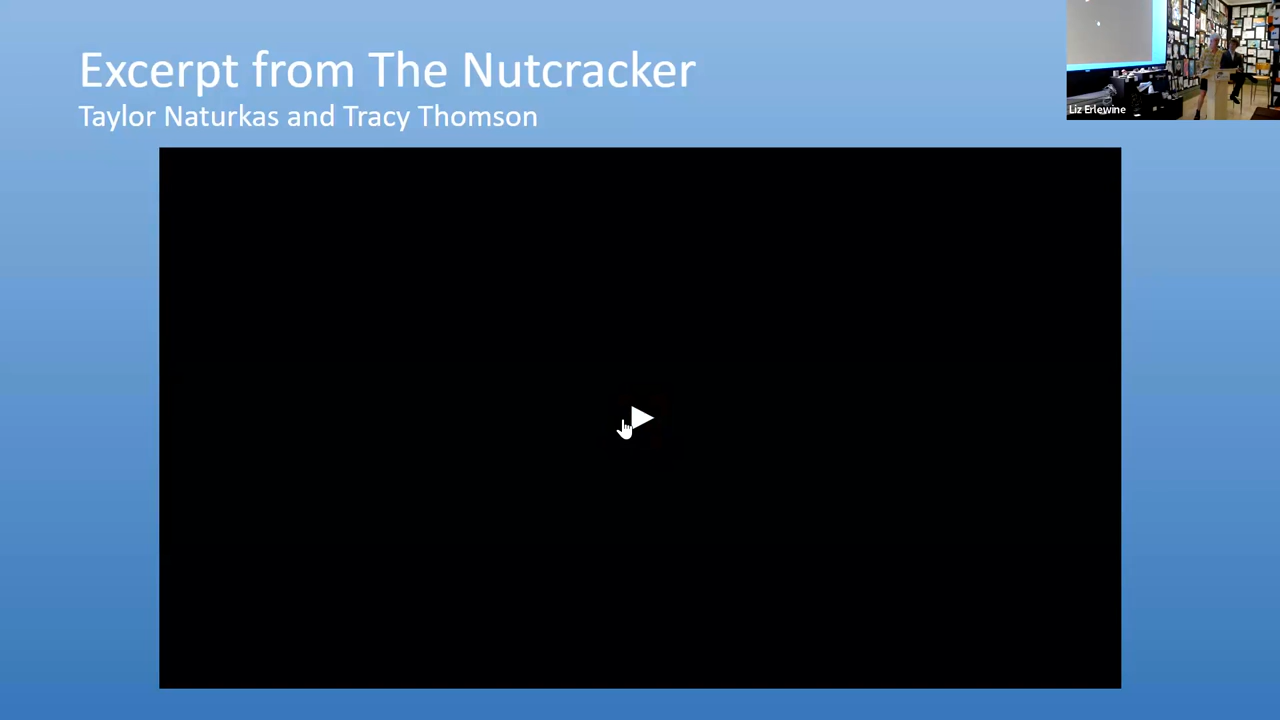 Excerpt from The Nutcracker
Taylor Naturkas and Tracy Thomson
Liz Erlewine